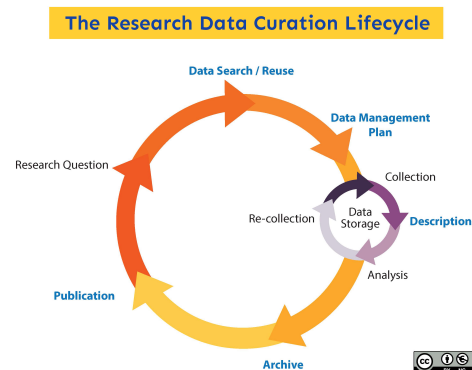 The Research Data Curation Lifecycle
Data Search / Reuse
Data Management
Plan
Research Question
Collection
Re-collection
Data
Storage
Description
Analysis
Publication
Archive
cc